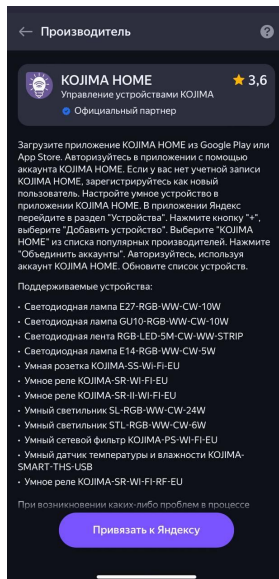 Производитель
?
KOJIMA HOME
3,6
Управление устройствами KOJIMA
Официальный партнер
Загрузите приложение KOJIMA HOME из Google Play или
App Store. Авторизуйтесь в приложении с помощью
аккаунта KOJIMA HOME. Если у вас нет учетной записи
KOJIMA HOME, зарегистрируйтесь как новый
пользователь. Настройте умное устройство в
приложении KOJIMA HOME. В приложении Яндекс
перейдите в раздел "Устройства". Нажмите кнопку "+",
выберите "Добавить устройство". Выберите "KOJIMA
HOME" из списка популярных производителей. Нажмите
"Объединить аккаунты". Авторизуйтесь, используя
аккаунт KOJIMA HOME. Обновите список устройств.
Поддерживаемые устройства:
• Светодиодная лампа E27-RGB-WW-CW-10W
• Светодиодная лампа GU10-RGB-WW-CW-10W
• Светодиодная лента RGB-LED-5M-CW-WW-STRIP
• Светодиодная лампа E14-RGB-WW-CW-5W
• Умная розетка KOJIMA-SS-Wi-Fi-EU
• Умное реле KOJIMA-SR-WI-FI-EU
• Умное реле KOJIMA-SR-II-WI-FI-EU
• Умный светильник SL-RGB-WW-CW-24W
• Умный светильник STL-RGB-WW-CW-6W
• Умный сетевой фильтр KOJIMA-PS-WI-FI-EU
• Умный датчик температуры и влажности KOJIMA-
SMART-THS-USB
• Умное реле KOJIMA-SR-WI-FI-RF-EU
При возникновении каких-либо проблем в процессе
Привязать к Яндексу